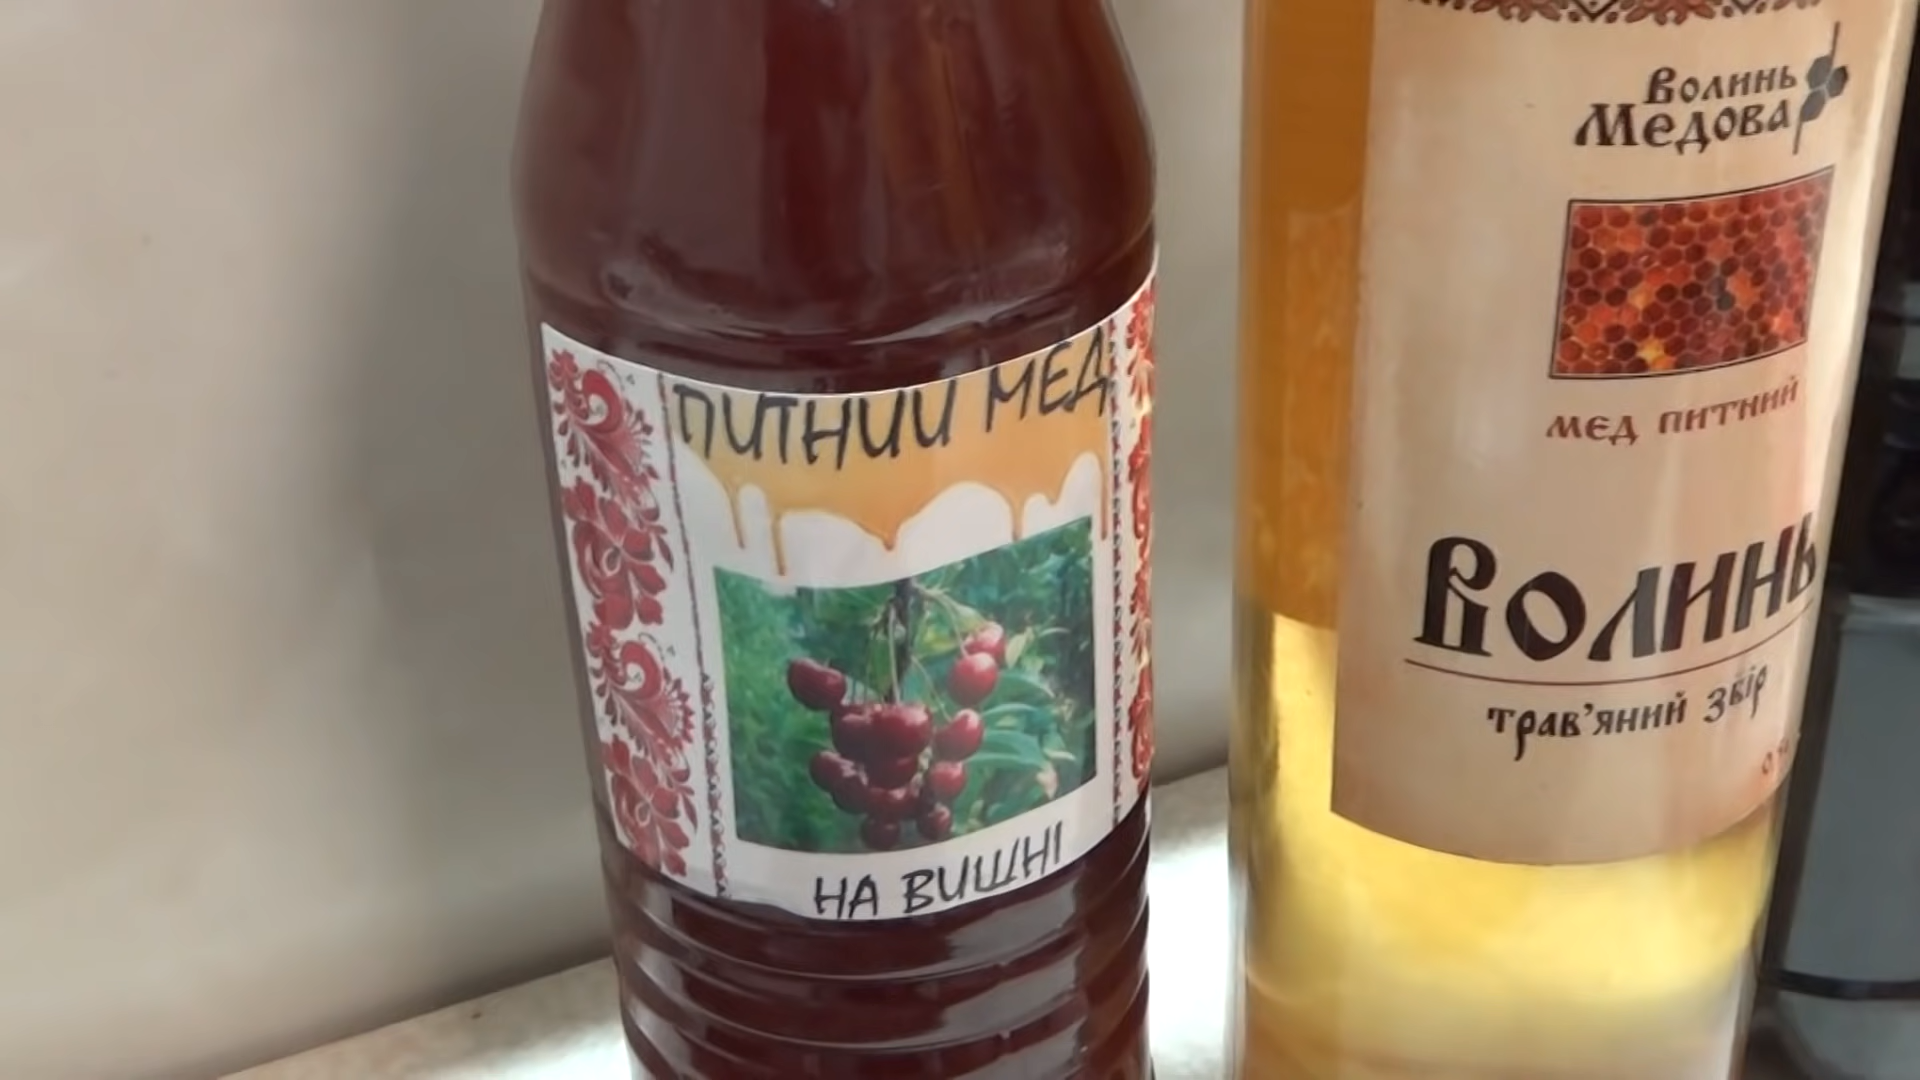 ПИТНИЙ МЕД
НА ВИШНІ
Волинь
Медова
мед питний
Волинь
трав'яний збір